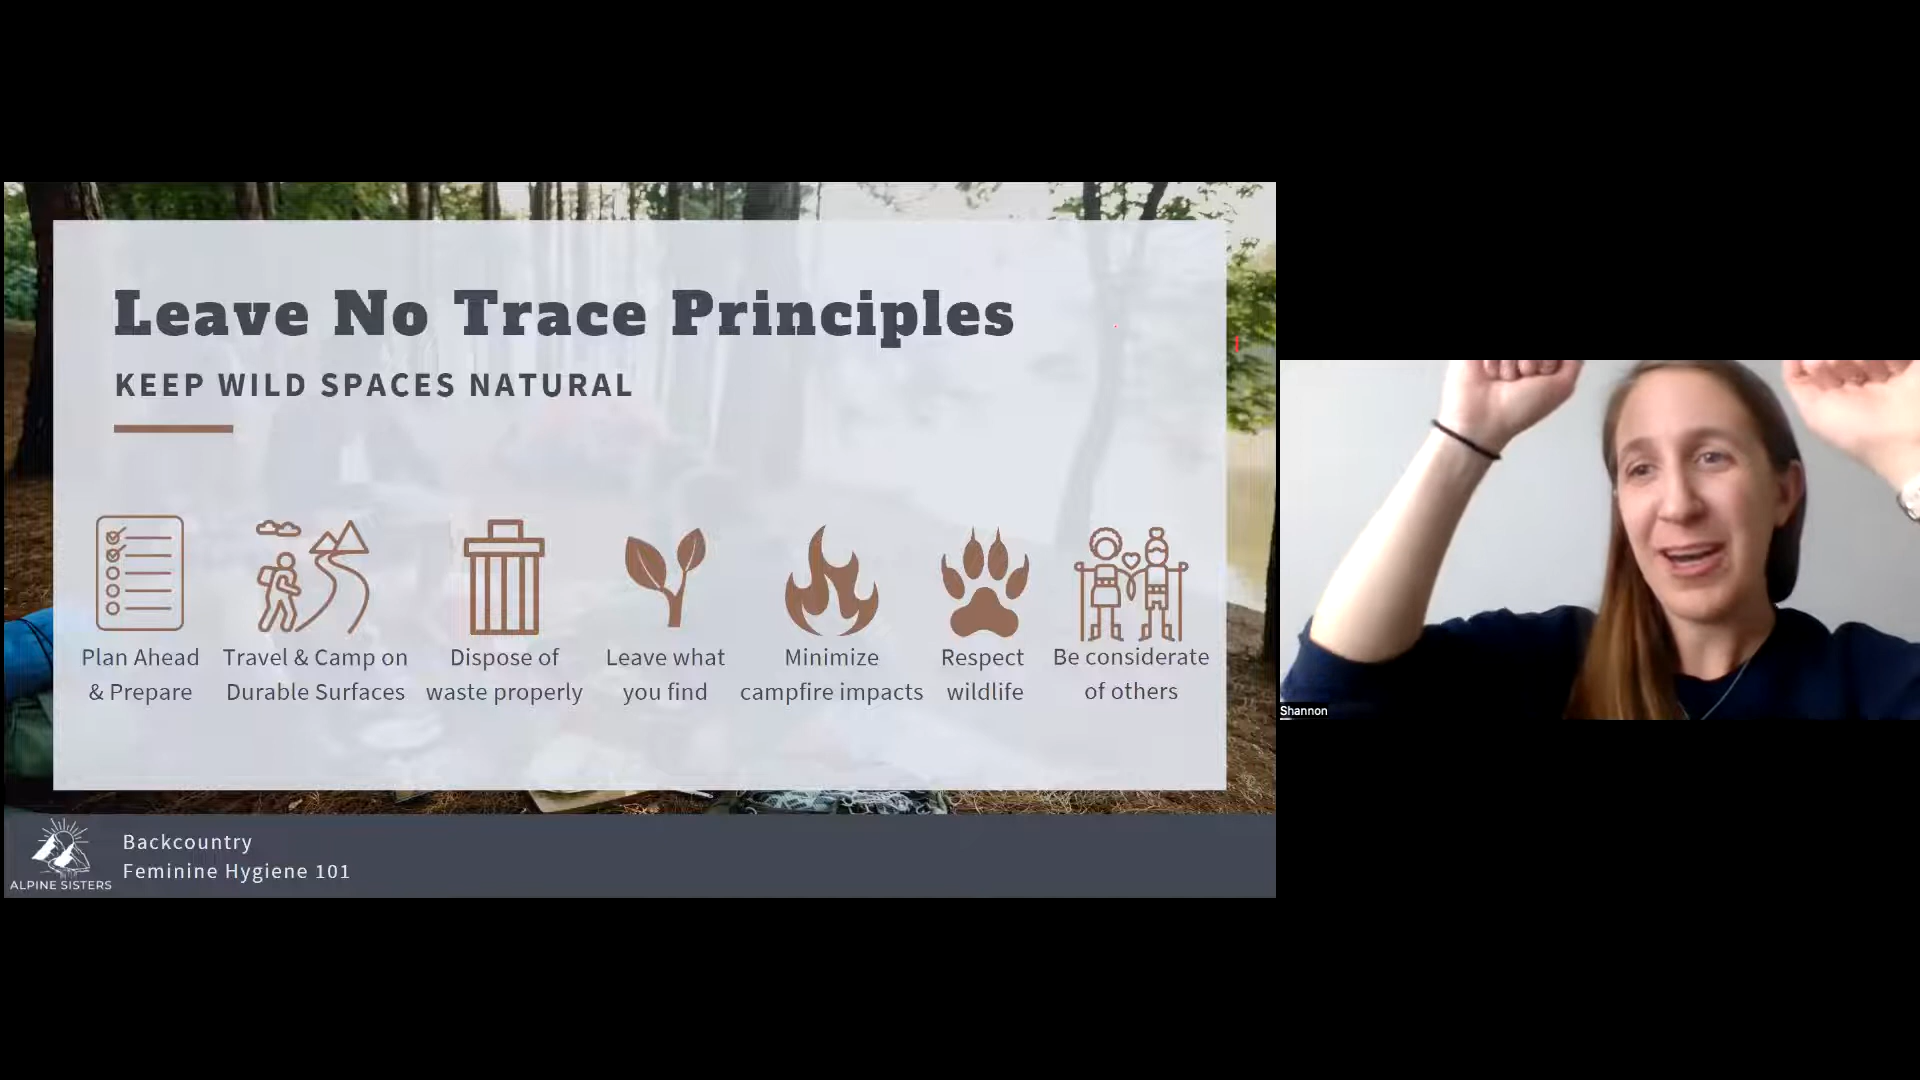 Leave No Trace Principles
KEEP WILD SPACES NATURAL
Plan Ahead
& Prepare
Travel & Camp on
Durable Surfaces
Dispose of
waste properly
Leave what
you find
Minimize
campfire impacts
Respect
wildlife
Be considerate
of others
Shannon
ALPINE SISTERS
Backcountry
Feminine Hygiene 101